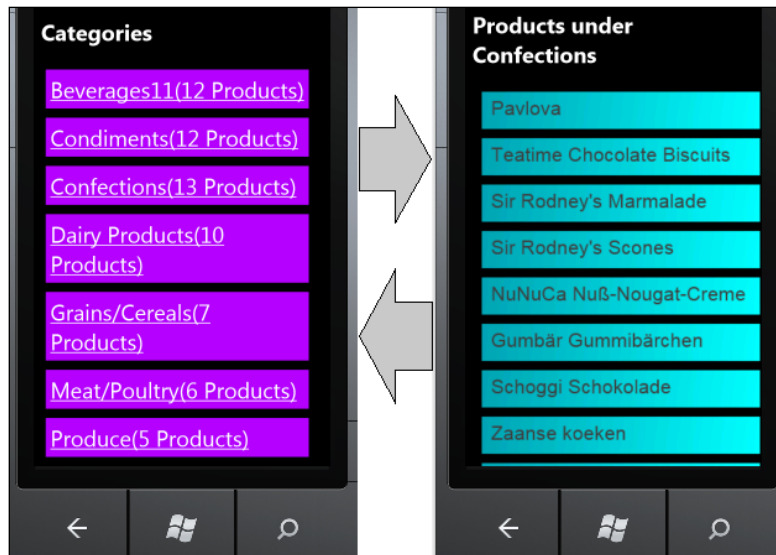 Categories
Beverages11(12 Products)
Condiments(12 Products)
Confections(13 Products)
Dairy Products(10
Products)
Grains/Cereals(7
Products)
Meat/Poultry(6 Products)
Produce(5 Products)
Products under
Confections
Pavlova
Teatime Chocolate Biscuits
Sir Rodney's Marmalade
Sir Rodney's Scones
NuNuCa Nuß-Nougat-Creme
Gumbär Gummibärchen
Schoggi Schokolade
Zaanse koeken